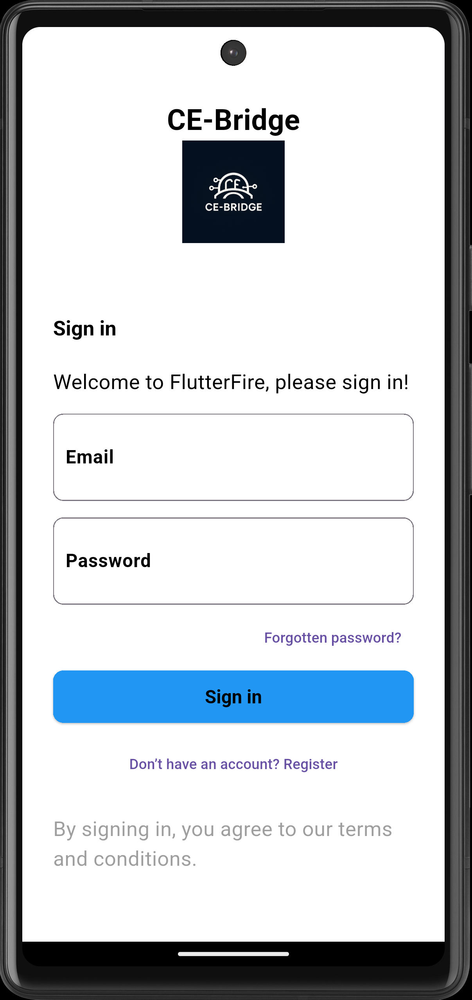 CE-Bridge
CE
CE-BRIDGE
Sign in
Welcome to FlutterFire, please sign in!
Email
Password
Forgotten password?
Sign in
Don’t have an account? Register
By signing in, you agree to our terms
and conditions.